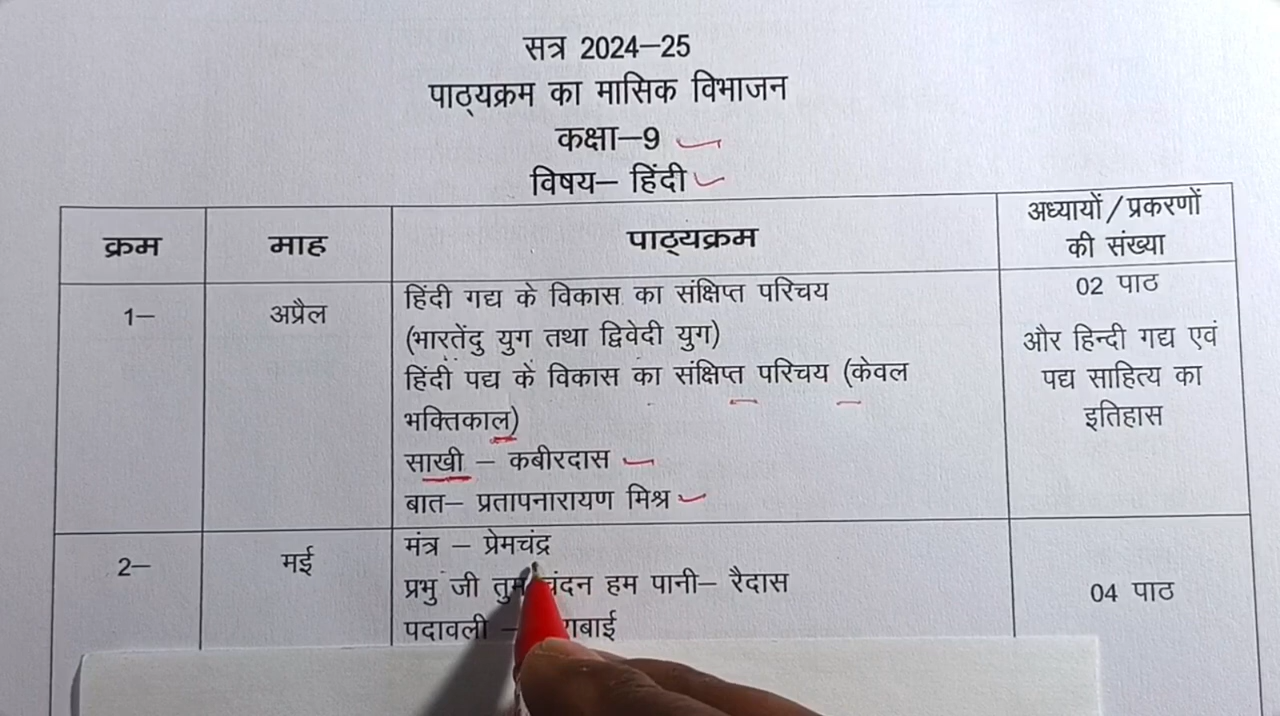 सत्र 2024–25
पाठ्यक्रम का मासिक विभाजन
कक्षा–9
विषय– हिंदी
क्रम माह पाठ्यक्रम अध्यायों/प्रकरणों
की संख्या
1– अप्रैल हिंदी गद्य के विकास का संक्षिप्त परिचय
(भारतेंदु युग तथा द्विवेदी युग)
हिंदी पद्य के विकास का संक्षिप्त परिचय (केवल
भक्तिकाल)
साखी – कबीरदास
बात– प्रतापनारायण मिश्र
02 पाठ
और हिन्दी गद्य एवं
पद्य साहित्य का
इतिहास
2– मई मंत्र – प्रेमचंद्र
प्रभु जी तुम चंदन हम पानी– रैदास
पदावली –
04 पाठ